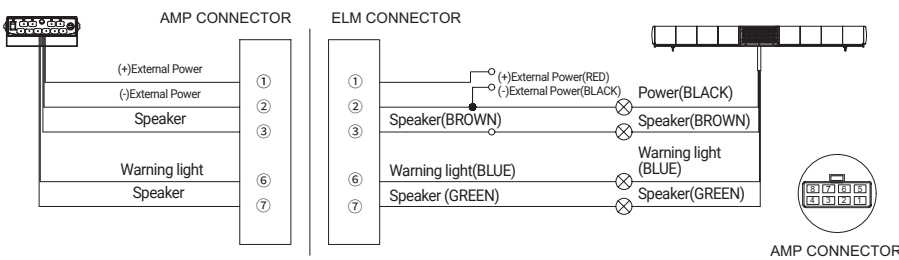 AMP CONNECTOR
ELM CONNECTOR
(+)External Power
①
①
(+)External Power(RED)
(-)External Power
②
②
(-)External Power(BLACK)
Power(BLACK)
Speaker
③
③
Speaker(BROWN)
Speaker(BROWN)
Warning light
⑥
⑥
Warning light(BLUE)
Warning light
(BLUE)
Speaker
⑦
⑦
Speaker (GREEN)
Speaker(GREEN)
8 7 6 5
4 3 2 1
AMP CONNECTOR